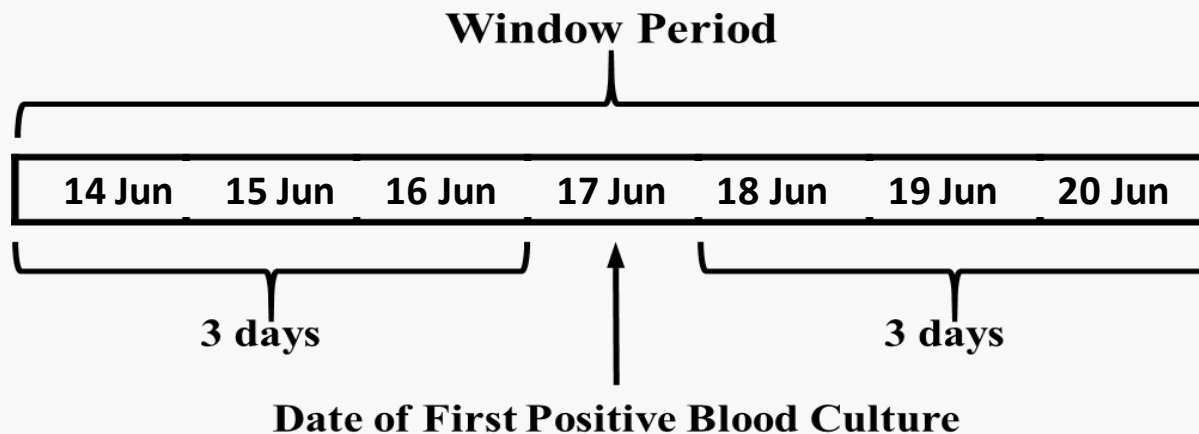 Window Period
14 Jun 15 Jun 16 Jun 17 Jun 18 Jun 19 Jun 20 Jun
3 days 3 days
Date of First Positive Blood Culture